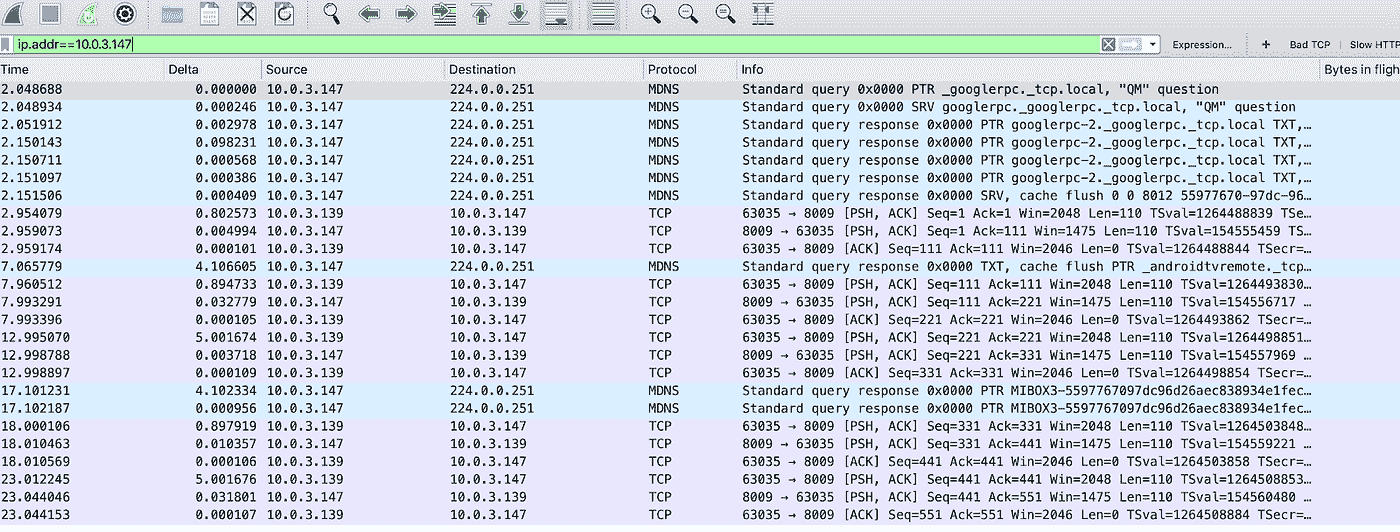 ip.addr==10.0.3.147
Expression...
+
Bad TCP
Slow HTTP
Time Delta Source Destination Protocol Info Bytes in fligh
2.048688 0.000000 10.0.3.147 224.0.0.251 MDNS Standard query 0x0000 PTR _googlerpc._tcp.local, "QM" question
2.048934 0.000246 10.0.3.147 224.0.0.251 MDNS Standard query 0x0000 SRV googlerpc._googlerpc._tcp.local, "QM" question
2.051912 0.002978 10.0.3.147 224.0.0.251 MDNS Standard query response 0x0000 PTR googlerpc-2._googlerpc._tcp.local TXT,…
2.150143 0.098231 10.0.3.147 224.0.0.251 MDNS Standard query response 0x0000 PTR googlerpc-2._googlerpc._tcp.local TXT,…
2.150711 0.000568 10.0.3.147 224.0.0.251 MDNS Standard query response 0x0000 PTR googlerpc-2._googlerpc._tcp.local TXT,…
2.151097 0.000386 10.0.3.147 224.0.0.251 MDNS Standard query response 0x0000 PTR googlerpc-2._googlerpc._tcp.local TXT,…
2.151506 0.000409 10.0.3.147 224.0.0.251 MDNS Standard query response 0x0000 SRV, cache flush 0 0 8012 55977670-97dc-96…
2.954079 0.802573 10.0.3.139 10.0.3.147 TCP 63035 → 8009 [PSH, ACK] Seq=1 Ack=1 Win=2048 Len=110 TSval=1264488839 TSe…
2.959073 0.004994 10.0.3.147 10.0.3.139 TCP 8009 → 63035 [PSH, ACK] Seq=1 Ack=111 Win=1475 Len=110 TSval=154555459 TS…
2.959174 0.000101 10.0.3.139 10.0.3.147 TCP 63035 → 8009 [ACK] Seq=111 Ack=111 Win=2046 Len=0 TSval=1264488844 TSecr=…
7.065779 4.106605 10.0.3.147 224.0.0.251 MDNS Standard query response 0x0000 TXT, cache flush PTR _androidtvremote._tcp…
7.960512 0.894733 10.0.3.139 10.0.3.147 TCP 63035 → 8009 [PSH, ACK] Seq=111 Ack=111 Win=2048 Len=110 TSval=1264493830…
7.993291 0.032779 10.0.3.147 10.0.3.139 TCP 8009 → 63035 [PSH, ACK] Seq=111 Ack=221 Win=1475 Len=110 TSval=154556717 …
7.993396 0.000105 10.0.3.139 10.0.3.147 TCP 63035 → 8009 [ACK] Seq=221 Ack=221 Win=2046 Len=0 TSval=1264493862 TSecr=…
12.995070 5.001674 10.0.3.139 10.0.3.147 TCP 63035 → 8009 [PSH, ACK] Seq=221 Ack=221 Win=2048 Len=110 TSval=1264498851…
12.998788 0.003718 10.0.3.147 10.0.3.139 TCP 8009 → 63035 [PSH, ACK] Seq=221 Ack=331 Win=1475 Len=110 TSval=154557969 …
12.998897 0.000109 10.0.3.139 10.0.3.147 TCP 63035 → 8009 [ACK] Seq=331 Ack=331 Win=2046 Len=0 TSval=1264498854 TSecr=…
17.101231 4.102334 10.0.3.147 224.0.0.251 MDNS Standard query response 0x0000 PTR MIBOX3-5597767097dc96d26aec838934e1fec…
17.102187 0.000956 10.0.3.147 224.0.0.251 MDNS Standard query response 0x0000 PTR MIBOX3-5597767097dc96d26aec838934e1fec…
18.000106 0.897919 10.0.3.139 10.0.3.147 TCP 63035 → 8009 [PSH, ACK] Seq=331 Ack=331 Win=2048 Len=110 TSval=1264503848…
18.010463 0.010357 10.0.3.147 10.0.3.139 TCP 8009 → 63035 [PSH, ACK] Seq=331 Ack=441 Win=1475 Len=110 TSval=154559221 …
18.010569 0.000106 10.0.3.139 10.0.3.147 TCP 63035 → 8009 [ACK] Seq=441 Ack=441 Win=2046 Len=0 TSval=1264503858 TSecr=…
23.012245 5.001676 10.0.3.139 10.0.3.147 TCP 63035 → 8009 [PSH, ACK] Seq=441 Ack=441 Win=2048 Len=110 TSval=1264508853…
23.044046 0.031801 10.0.3.147 10.0.3.139 TCP 8009 → 63035 [PSH, ACK] Seq=441 Ack=551 Win=1475 Len=110 TSval=154560480 …
23.044153 0.000107 10.0.3.139 10.0.3.147 TCP 63035 → 8009 [ACK] Seq=551 Ack=551 Win=2046 Len=0 TSval=1264508884 TSecr=…